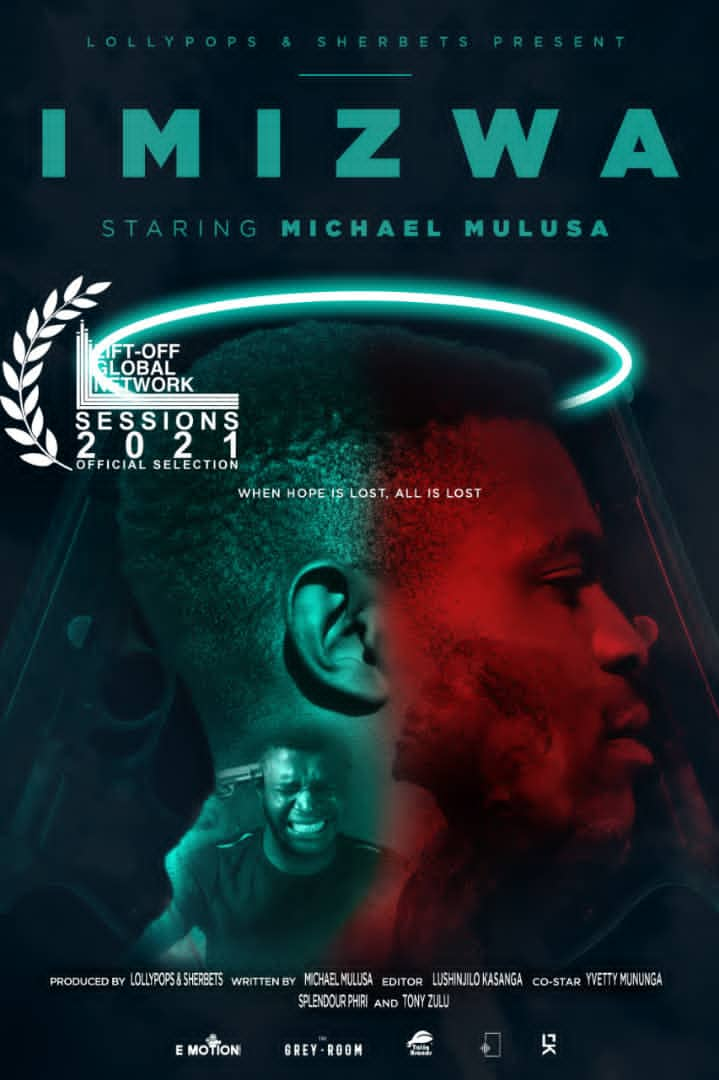 LOLLYPOPS & SHERBETS PRESENT
IMIZWA
STARING MICHAEL MULUSA
LIFT-OFF
GLOBAL
NETWORK
SESSIONS
2021
OFFICIAL SELECTION
WHEN HOPE IS LOST, ALL IS LOST
PRODUCED BY LOLLYPOPS & SHERBETS WRITTEN BY MICHAEL MULUSA EDITOR LUSHINJILO KASANGA CO-STAR YVETTY MUNUNGA
SPLENDOUR PHIRI AND TONY ZULU
E MOTION
THE
GREY-ROOM